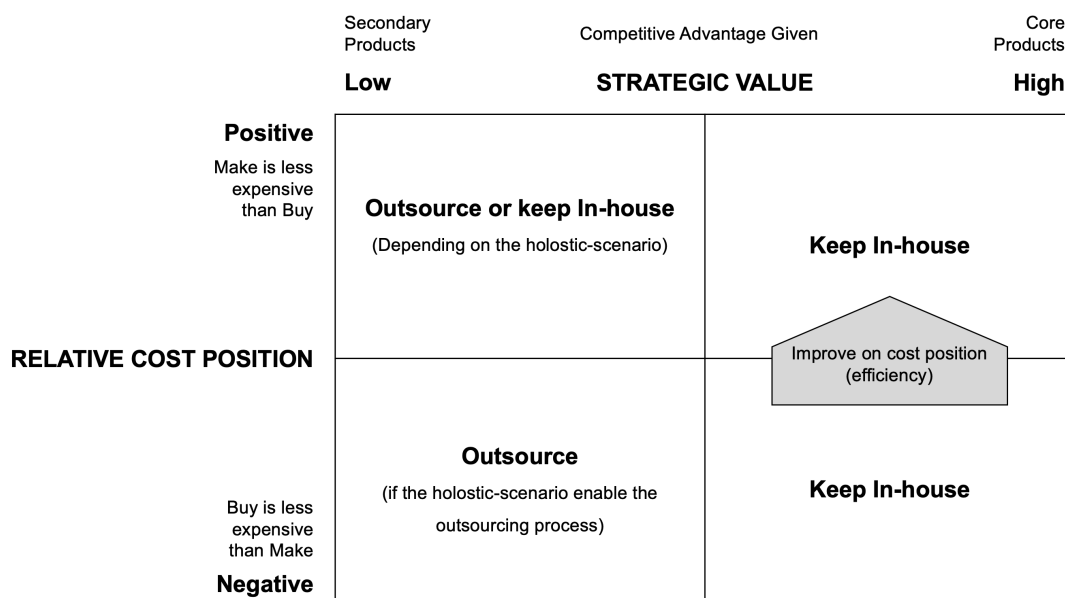 Secondary
Products
Competitive Advantage Given
Core
Products
Low
STRATEGIC VALUE
High
Positive
Make is less
expensive
than Buy
Outsource or keep In-house
(Depending on the holostic-scenario)
Keep In-house
RELATIVE COST POSITION
Improve on cost position
(efficiency)
Outsource
(if the holostic-scenario enable the
outsourcing process)
Keep In-house
Buy is less
expensive
than Make
Negative